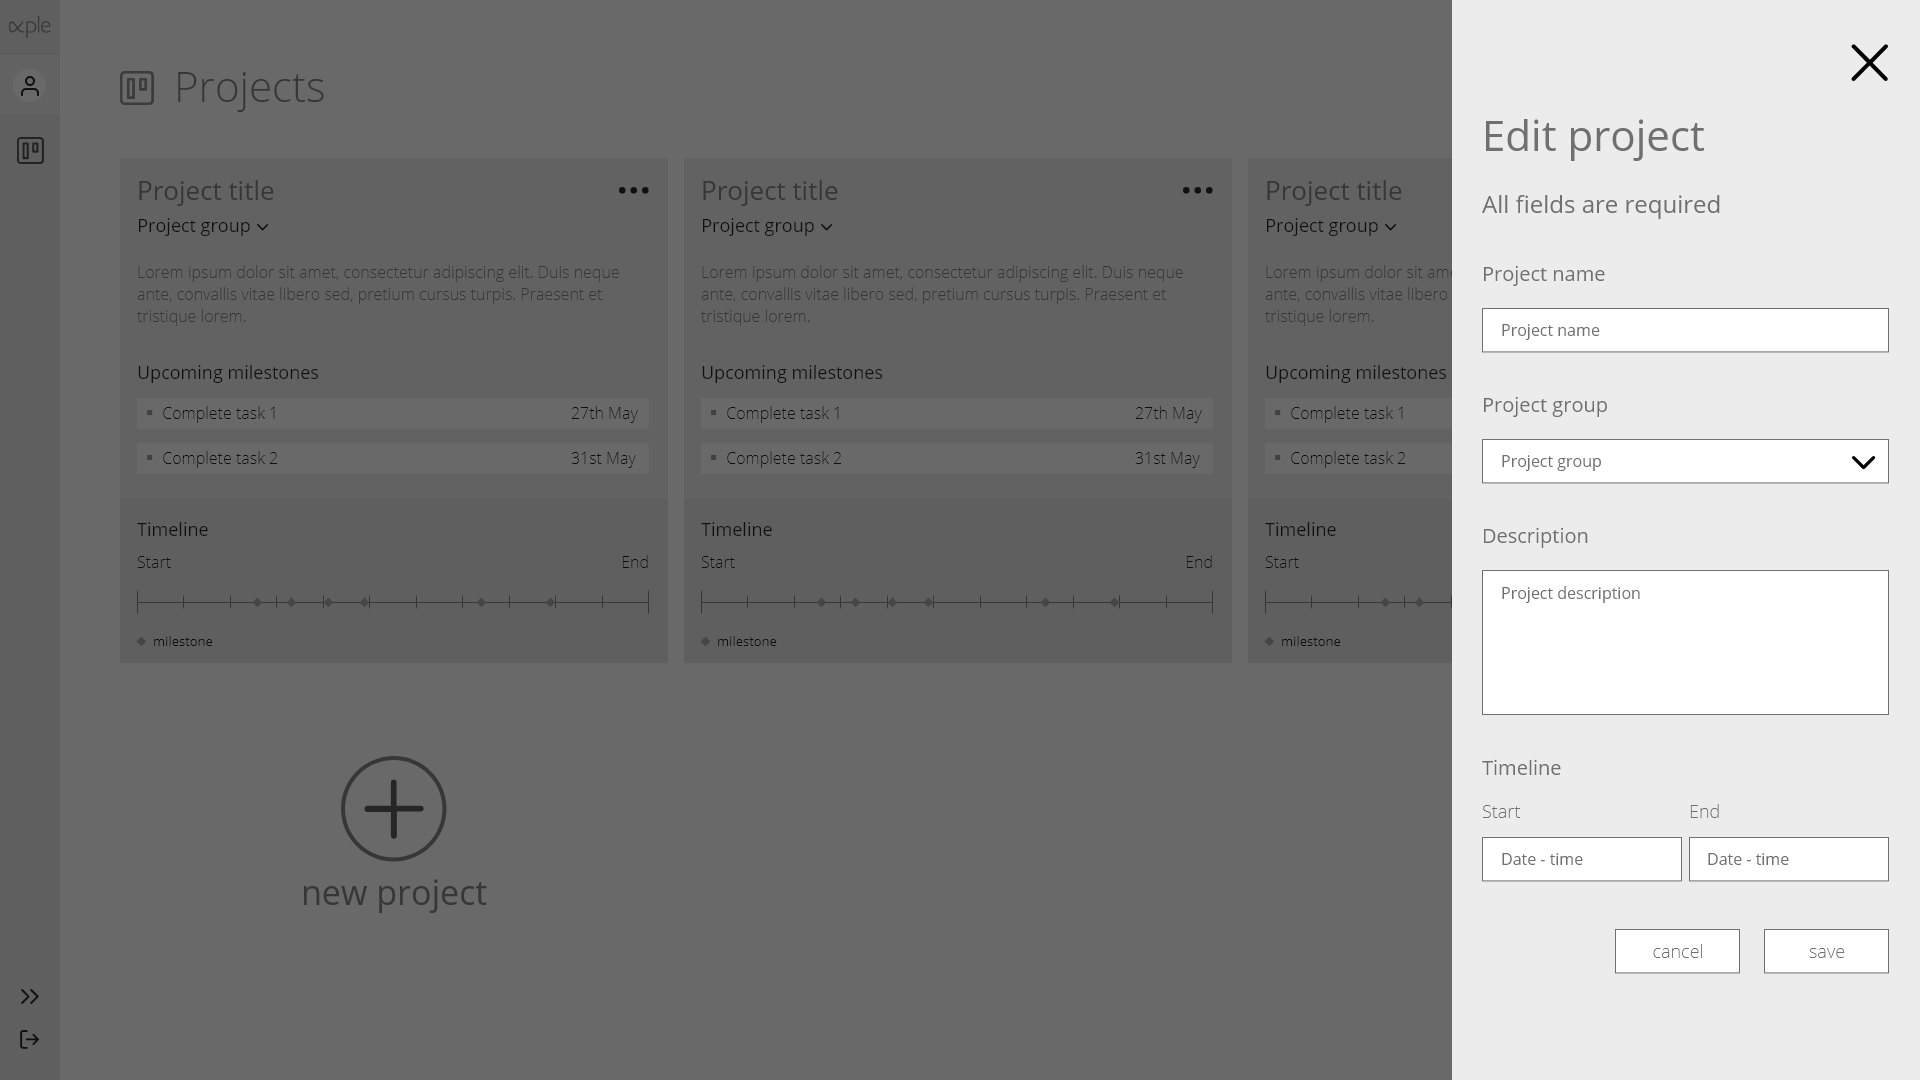 ∝ple
Projects
Project title
Project group
Lorem ipsum dolor sit amet, consectetur adipiscing elit. Duis neque
ante, convallis vitae libero sed, pretium cursus turpis. Praesent et
tristique lorem.
Upcoming milestones
Complete task 1 27th May
Complete task 2 31st May
Timeline
Start End
milestone
Project title
Project group
Lorem ipsum dolor sit amet, consectetur adipiscing elit. Duis neque
ante, convallis vitae libero sed, pretium cursus turpis. Praesent et
tristique lorem.
Upcoming milestones
Complete task 1 27th May
Complete task 2 31st May
Timeline
Start End
milestone
Project title
Project group
Lorem ipsum dolor sit ame
ante, convallis vitae libero
tristique lorem.
Upcoming milestones
Complete task 1
Complete task 2
Timeline
Start
milestone
new project
Edit project
All fields are required
Project name
Project name
Project group
Project group
Description
Project description
Timeline
Start End
Date - time Date - time
cancel save